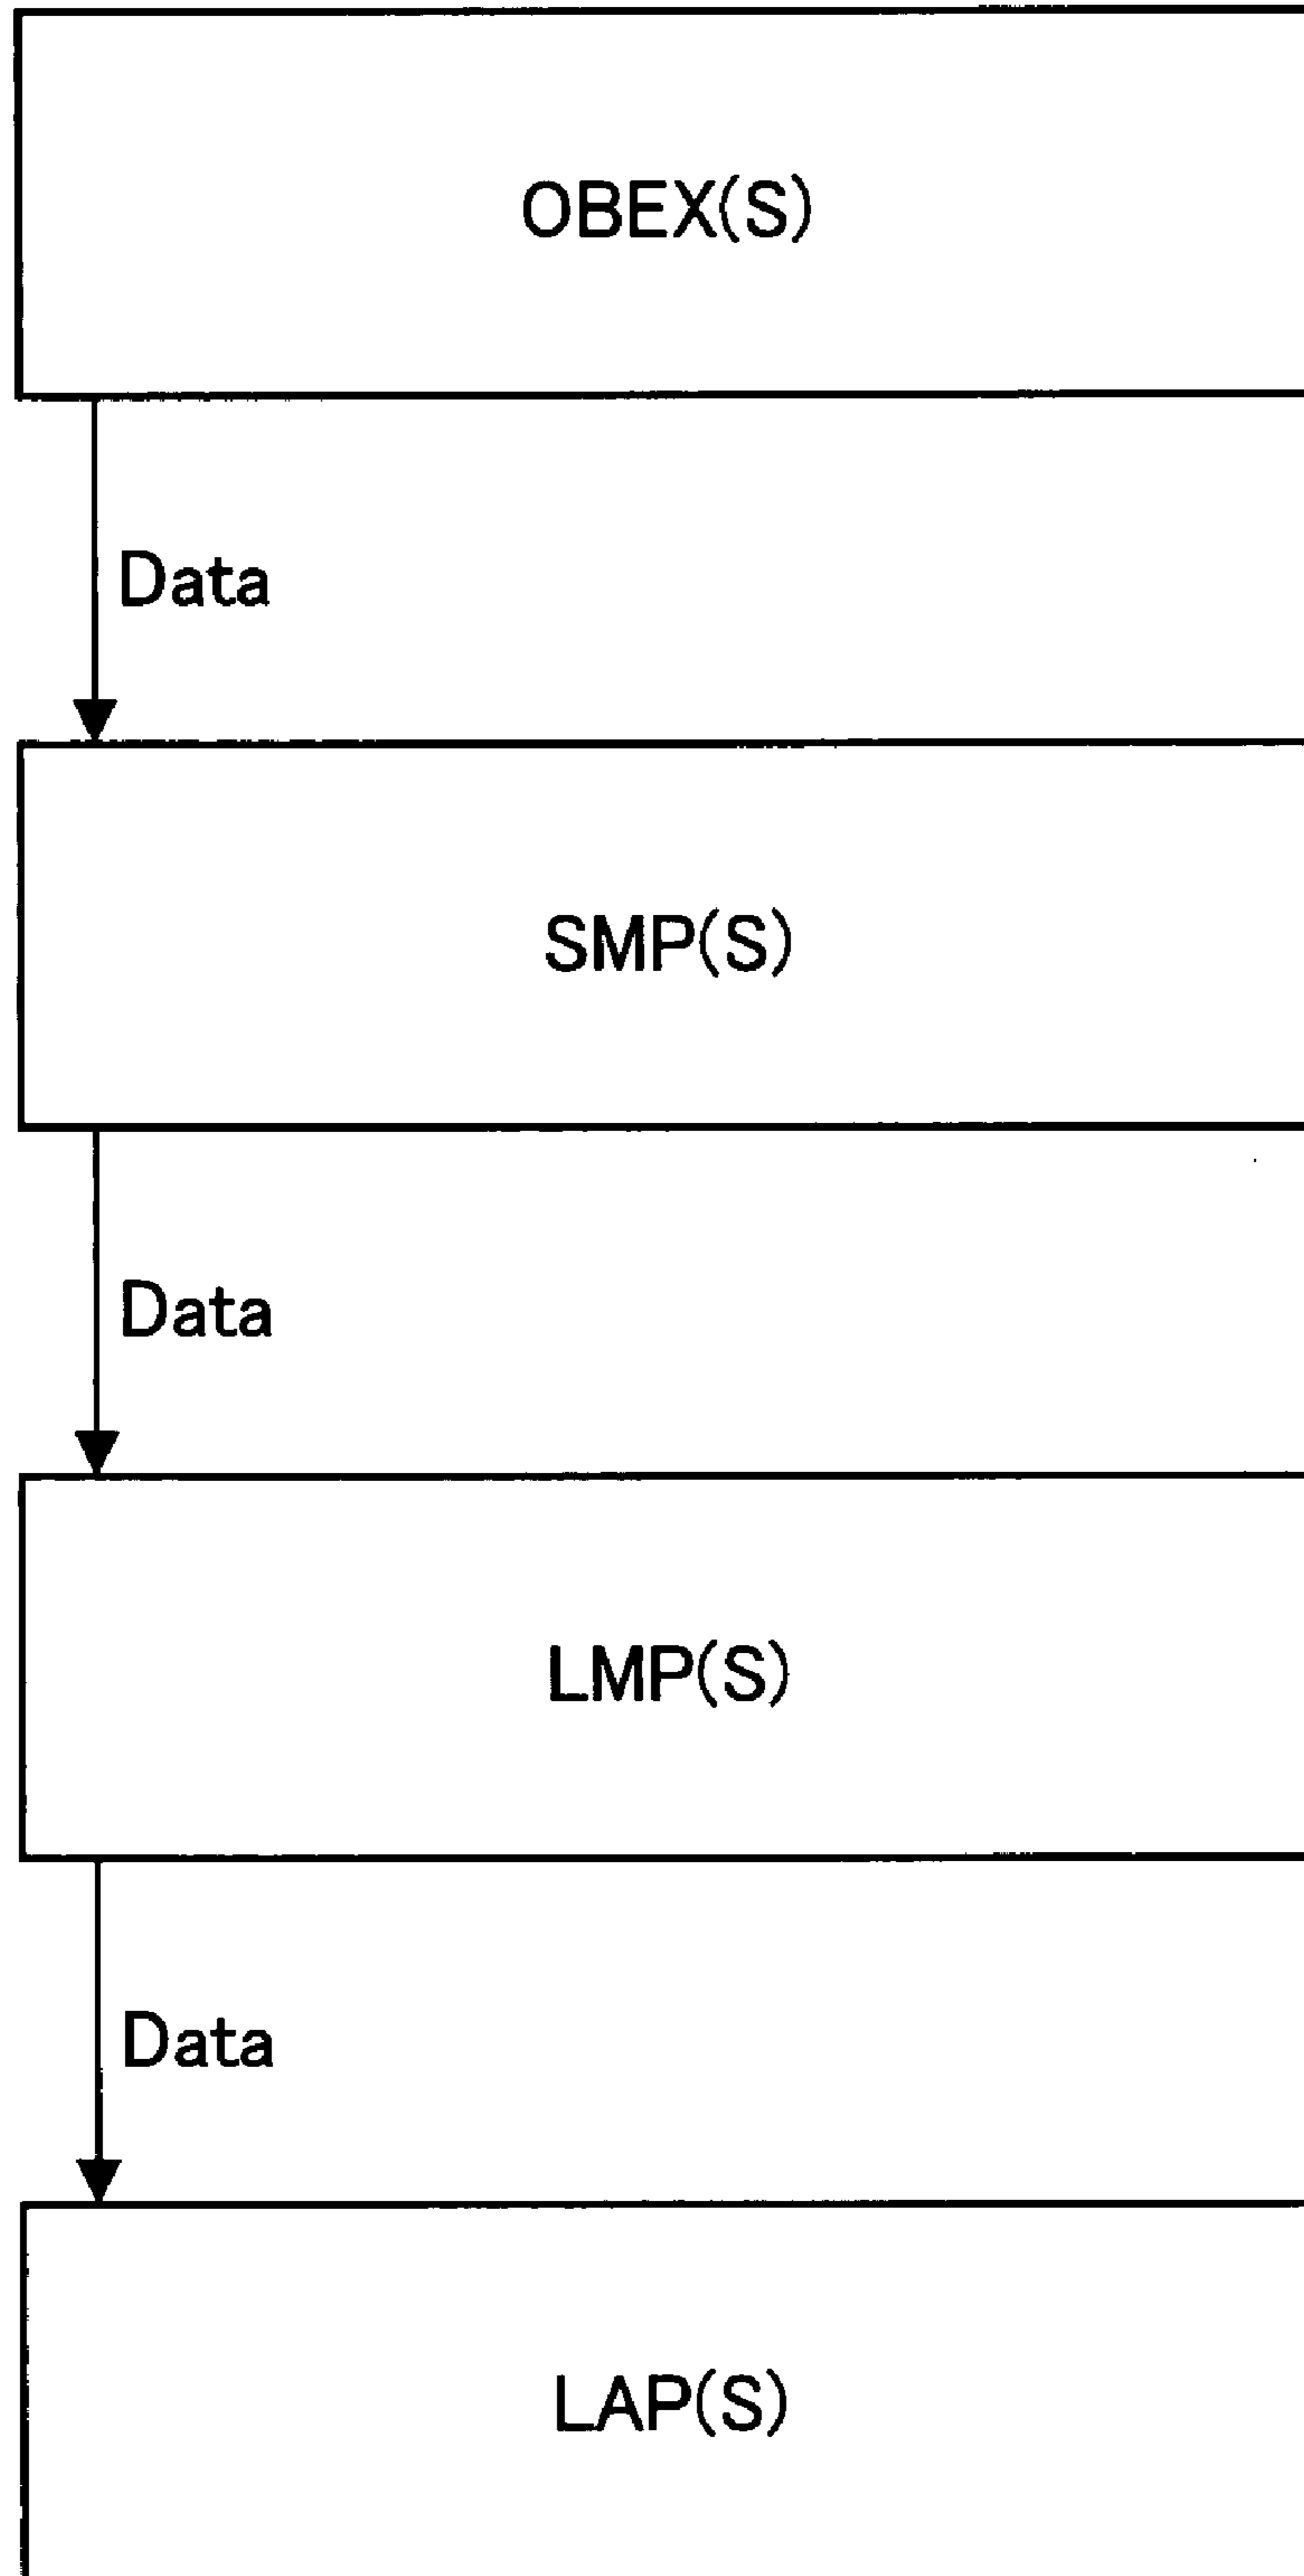 OBEX(S)
Data
SMP(S)
Data
LMP(S)
Data
LAP(S)